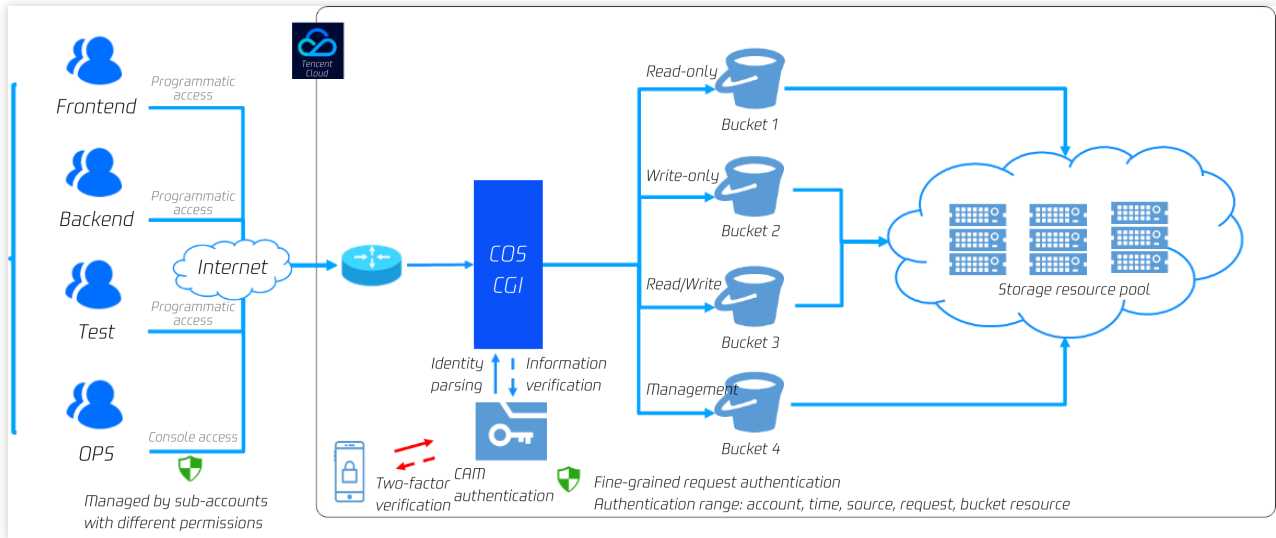 Tencent
Cloud
Programmatic
access
Frontend
Programmatic
access
Backend
Internet
Programmatic
access
Test
Console access
OPS
Managed by sub-accounts
with different permissions
COS
CGI
Identity
parsing
Information
verification
Two-factor
verification
CAM
authentication
Fine-grained request authentication
Authentication range: account, time, source, request, bucket resource
Read-only
Bucket 1
Write-only
Bucket 2
Read/Write
Bucket 3
Management
Bucket 4
Storage resource pool